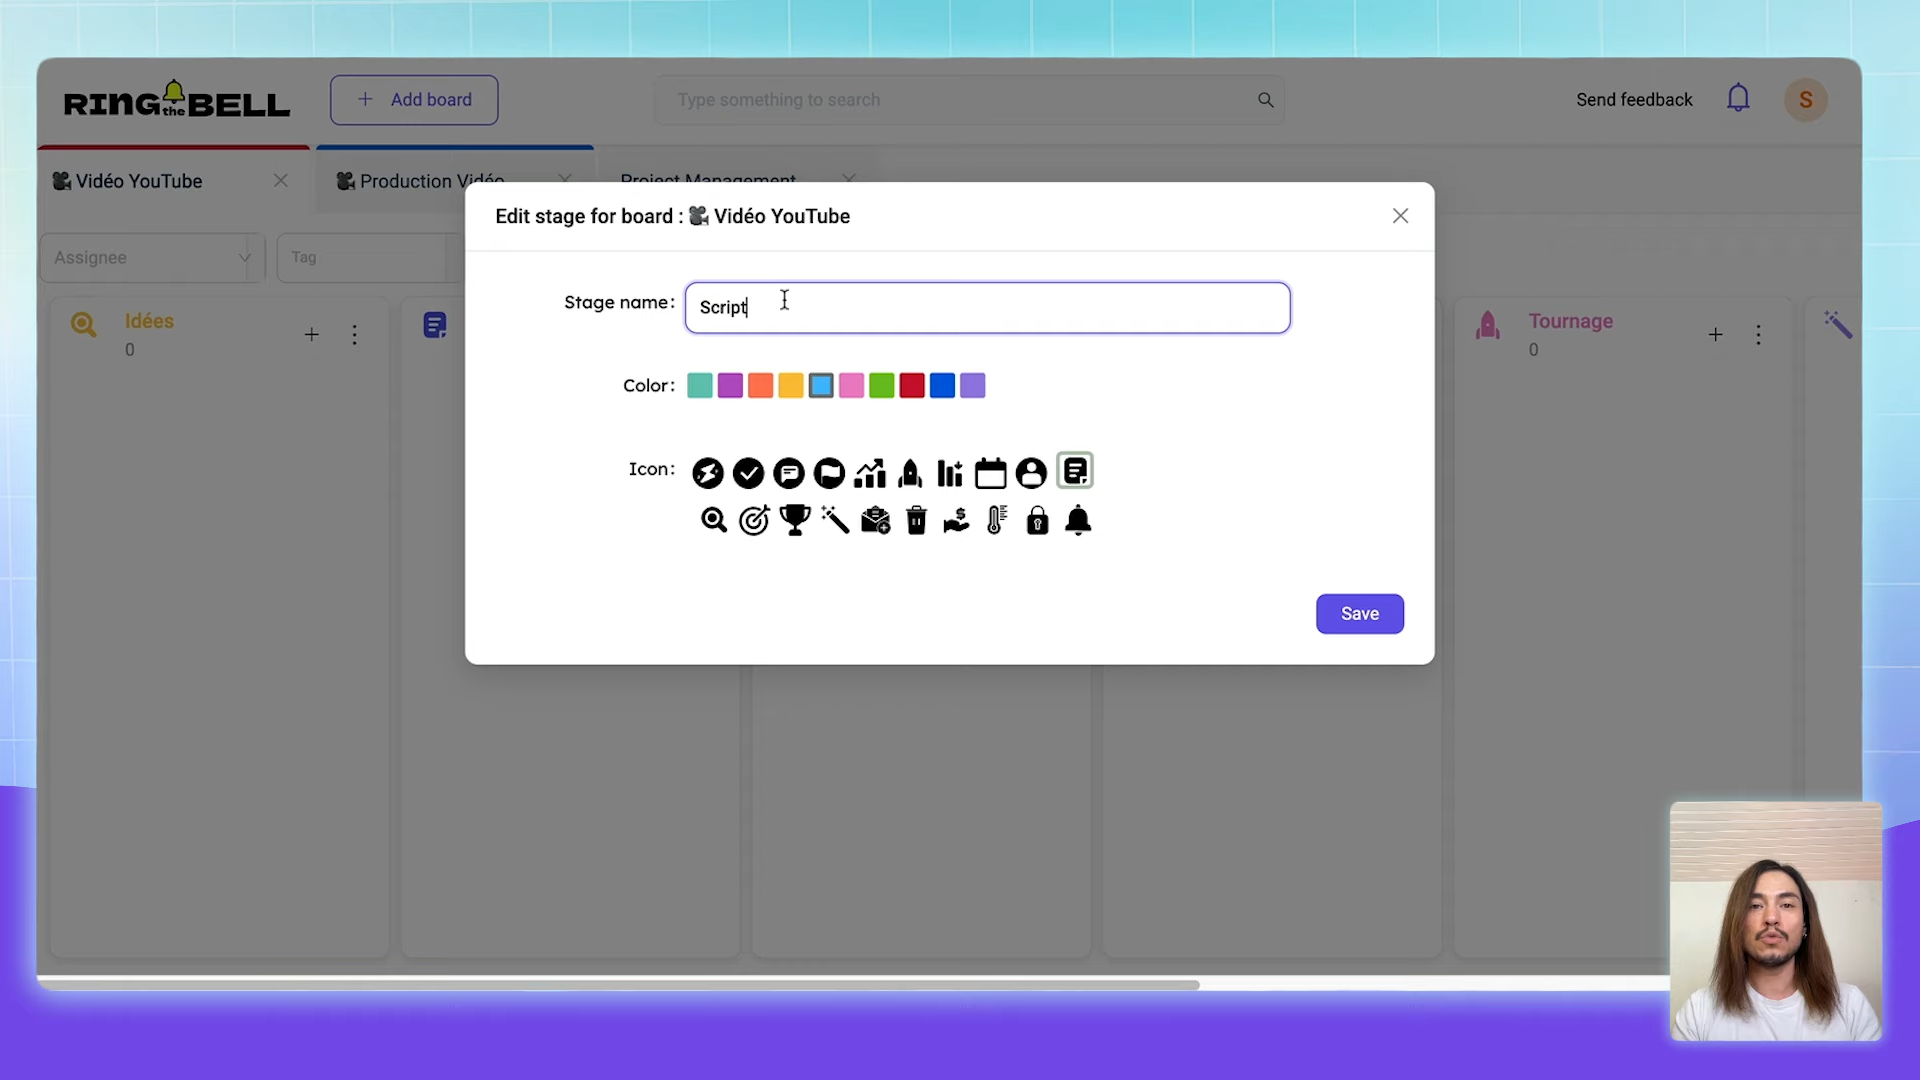 RING the BELL
+ Add board
Type something to search
Send feedback
S
Vidéo YouTube
Production Vidéo
Project Management
Edit stage for board : Vidéo YouTube
Assignee
Tag
Stage name:
Script
Idées
0
Tournage
0
Color:
Icon:
Save